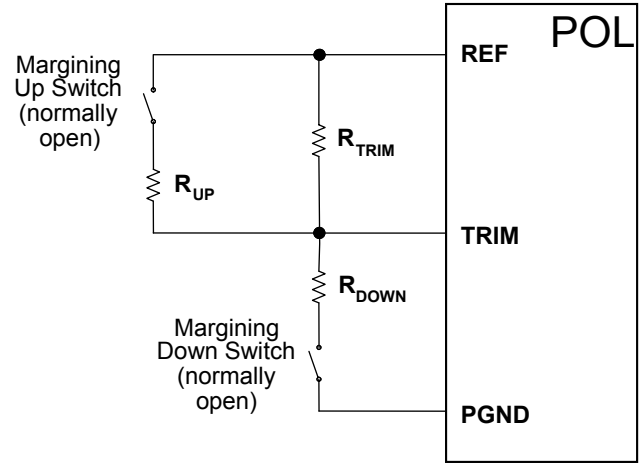 POL
REF
Margining
Up Switch
(normally
open)
RTRIM
RUP
TRIM
RDOWN
Margining
Down Switch
(normally
open)
PGND